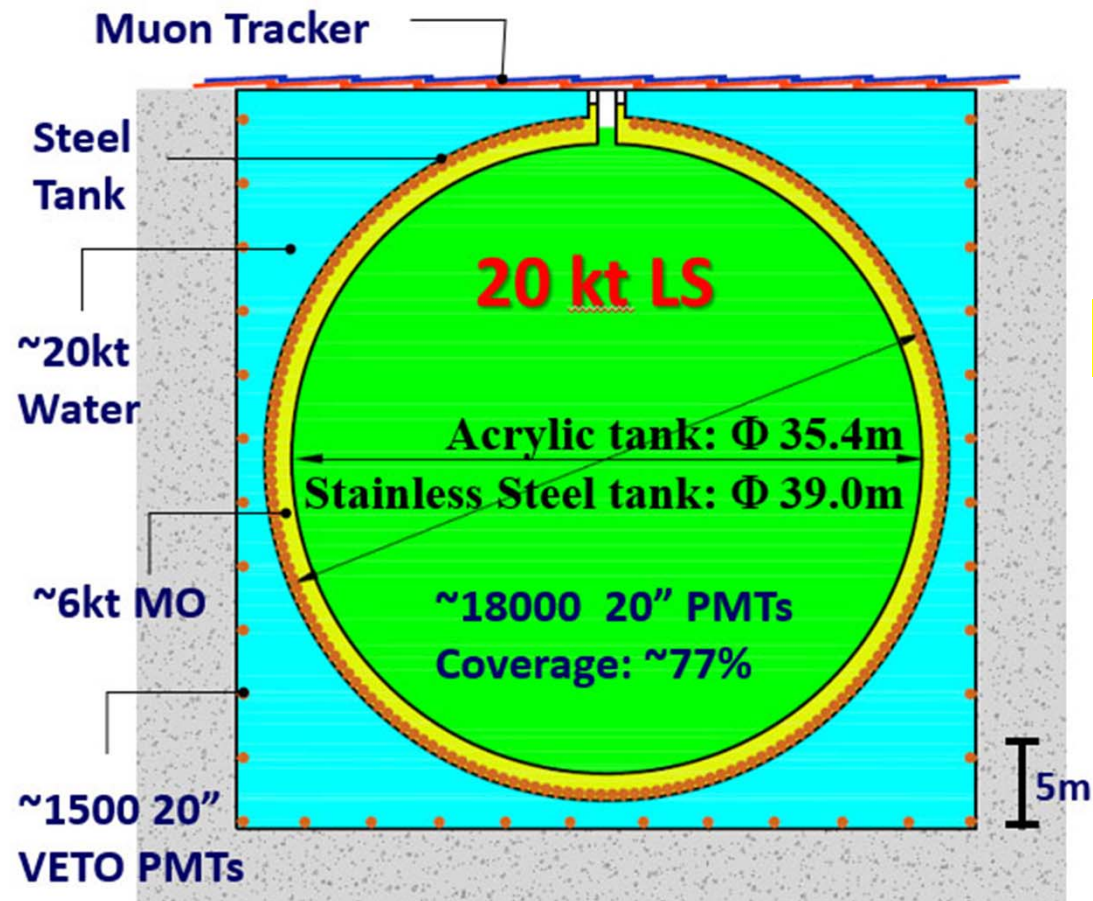 Muon Tracker
Steel
Tank
20 kt LS
~20kt
Water
Acrylic tank: Φ 35.4m
Stainless Steel tank: Φ 39.0m
~6kt MO
~18000 20” PMTs
Coverage: ~77%
5m
~1500 20”
VETO PMTs